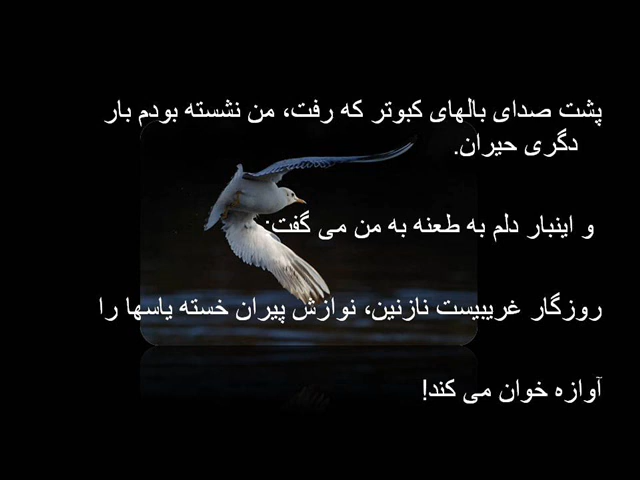 پشت صدای بالهای کبوتر که رفت، من نشسته بودم بار
دگری حیران.
و اینبار دلم به طعنه به من می گفت:
روزگار غریبیست نازنین، نوازش پیران خسته یاسها را
آوازه خوان می کند!